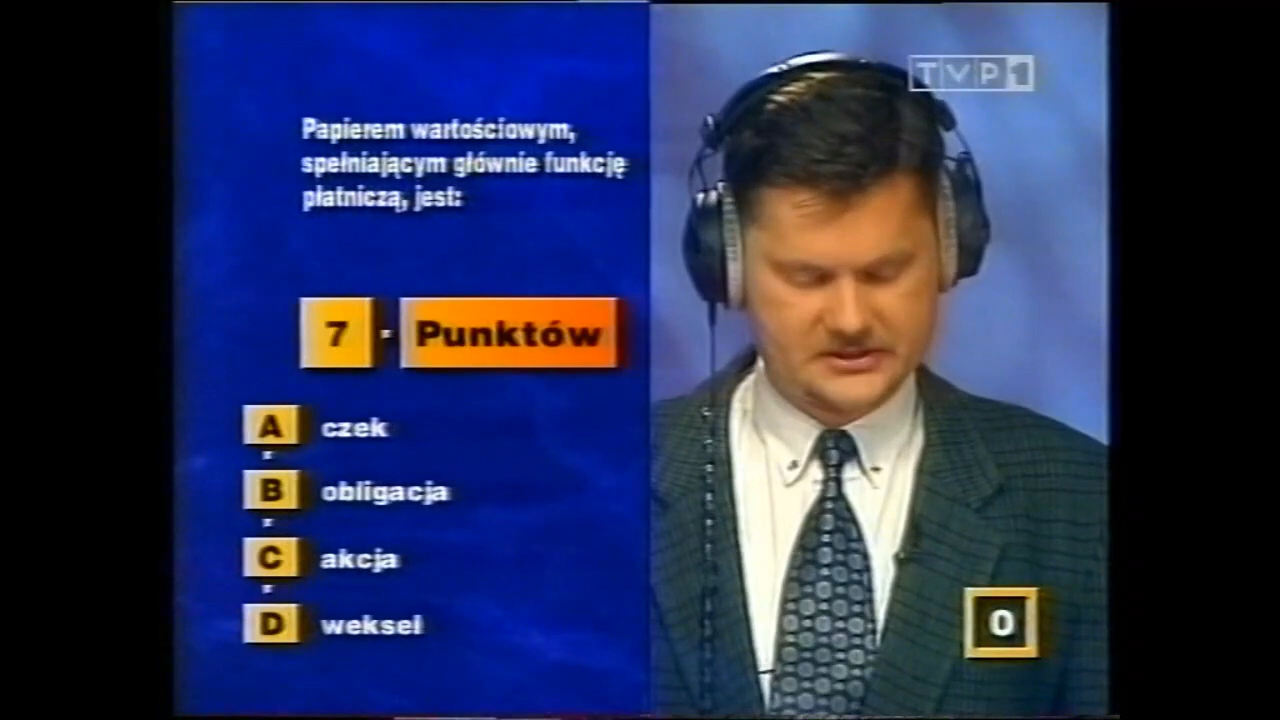 TVP1
Papierem wartościowym,
spełniającym głównie funkcję
płatniczą, jest:
7 Punktów
A czek
B obligacja
C akcja
D weksel
0